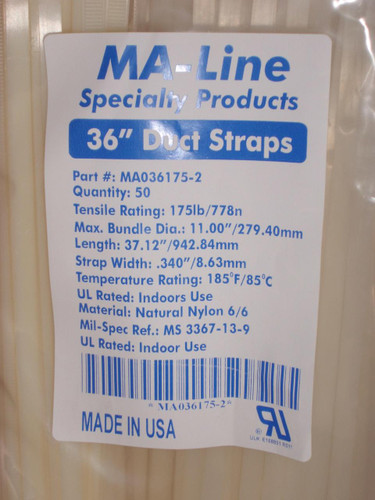 MA-Line
Specialty Products
36" Duct Straps
Part #: MA036175-2
Quantity: 50
Tensile Rating: 175lb/778n
Max. Bundle Dia.: 11.00"/279.40mm
Length: 37.12"/942.84mm
Strap Width: .340"/8.63mm
Temperature Rating: 185°F/85°C
UL Rated: Indoors Use
Material: Natural Nylon 6/6
Mil-Spec Ref.: MS 3367-13-9
UL Rated: Indoor Use
* MA036175-2 *
MADE IN USA